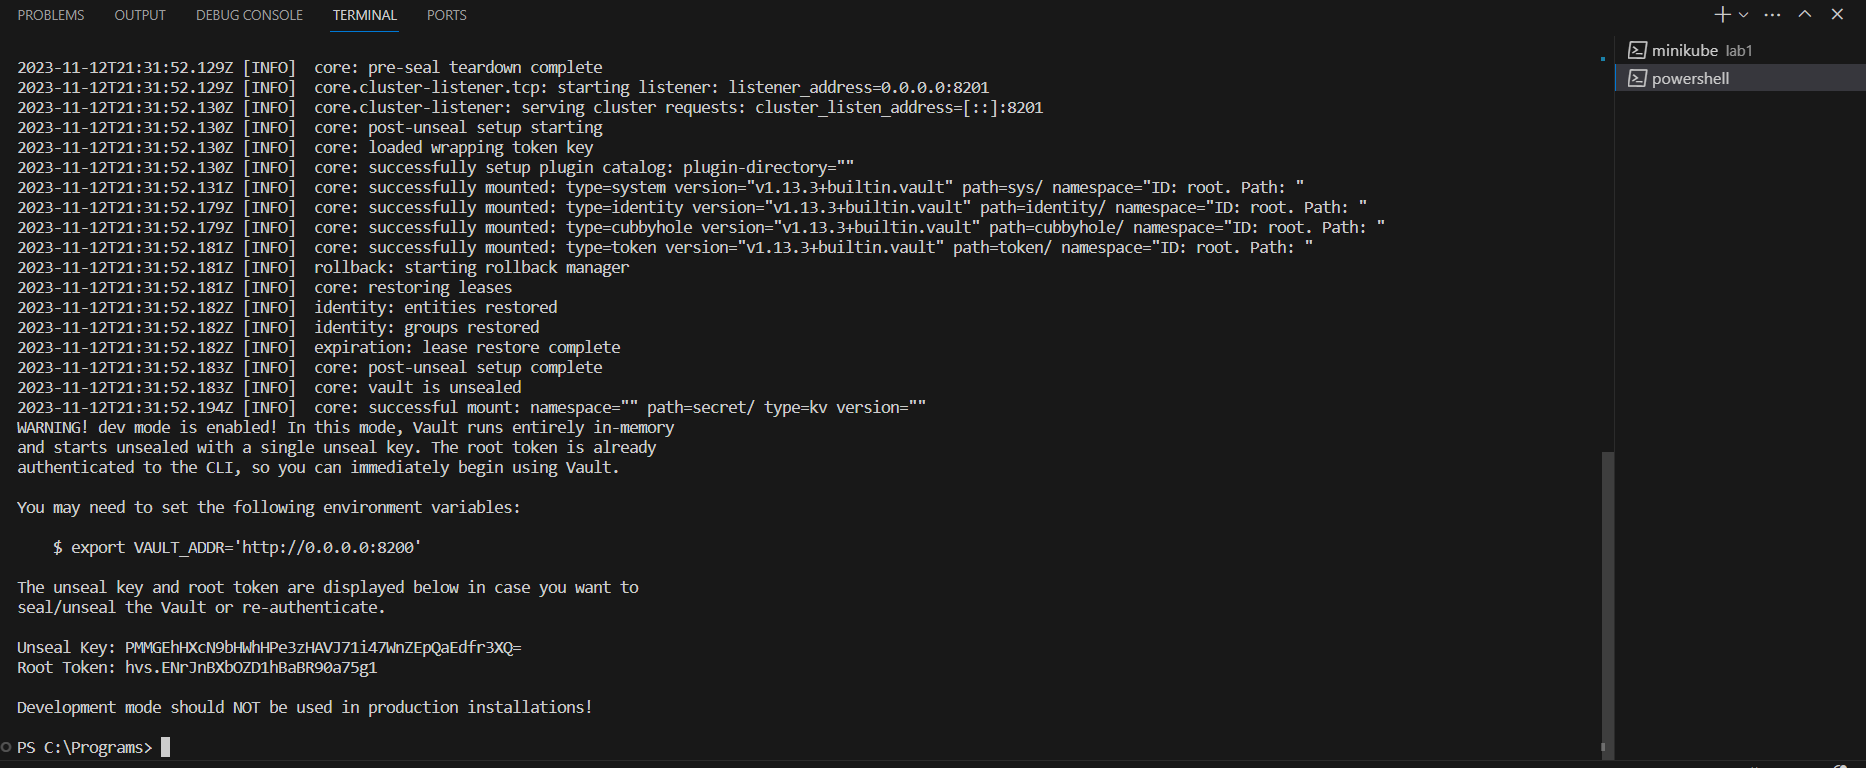 PROBLEMS OUTPUT DEBUG CONSOLE TERMINAL PORTS
minikube lab1
powershell
2023-11-12T21:31:52.129Z [INFO]  core: pre-seal teardown complete
2023-11-12T21:31:52.129Z [INFO]  core.cluster-listener.tcp: starting listener: listener_address=0.0.0.0:8201
2023-11-12T21:31:52.130Z [INFO]  core.cluster-listener: serving cluster requests: cluster_listen_address=[::]:8201
2023-11-12T21:31:52.130Z [INFO]  core: post-unseal setup starting
2023-11-12T21:31:52.130Z [INFO]  core: loaded wrapping token key
2023-11-12T21:31:52.130Z [INFO]  core: successfully setup plugin catalog: plugin-directory=""
2023-11-12T21:31:52.131Z [INFO]  core: successfully mounted: type=system version="v1.13.3+builtin.vault" path=sys/ namespace="ID: root. Path: "
2023-11-12T21:31:52.179Z [INFO]  core: successfully mounted: type=identity version="v1.13.3+builtin.vault" path=identity/ namespace="ID: root. Path: "
2023-11-12T21:31:52.179Z [INFO]  core: successfully mounted: type=cubbyhole version="v1.13.3+builtin.vault" path=cubbyhole/ namespace="ID: root. Path: "
2023-11-12T21:31:52.181Z [INFO]  core: successfully mounted: type=token version="v1.13.3+builtin.vault" path=token/ namespace="ID: root. Path: "
2023-11-12T21:31:52.181Z [INFO]  rollback: starting rollback manager
2023-11-12T21:31:52.181Z [INFO]  core: restoring leases
2023-11-12T21:31:52.182Z [INFO]  identity: entities restored
2023-11-12T21:31:52.182Z [INFO]  identity: groups restored
2023-11-12T21:31:52.182Z [INFO]  expiration: lease restore complete
2023-11-12T21:31:52.183Z [INFO]  core: post-unseal setup complete
2023-11-12T21:31:52.183Z [INFO]  core: vault is unsealed
2023-11-12T21:31:52.194Z [INFO]  core: successful mount: namespace="" path=secret/ type=kv version=""
WARNING! dev mode is enabled! In this mode, Vault runs entirely in-memory
and starts unsealed with a single unseal key. The root token is already
authenticated to the CLI, so you can immediately begin using Vault.
You may need to set the following environment variables:
$ export VAULT_ADDR='http://0.0.0.0:8200'
The unseal key and root token are displayed below in case you want to
seal/unseal the Vault or re-authenticate.
Unseal Key: PMMGEhHXcN9bHWhHPe3zHAVJ71i47WnZEpQaEdfr3XQ=
Root Token: hvs.ENrJnBXbOZD1hBaBR90a75g1
Development mode should NOT be used in production installations!
PS C:\Programs>